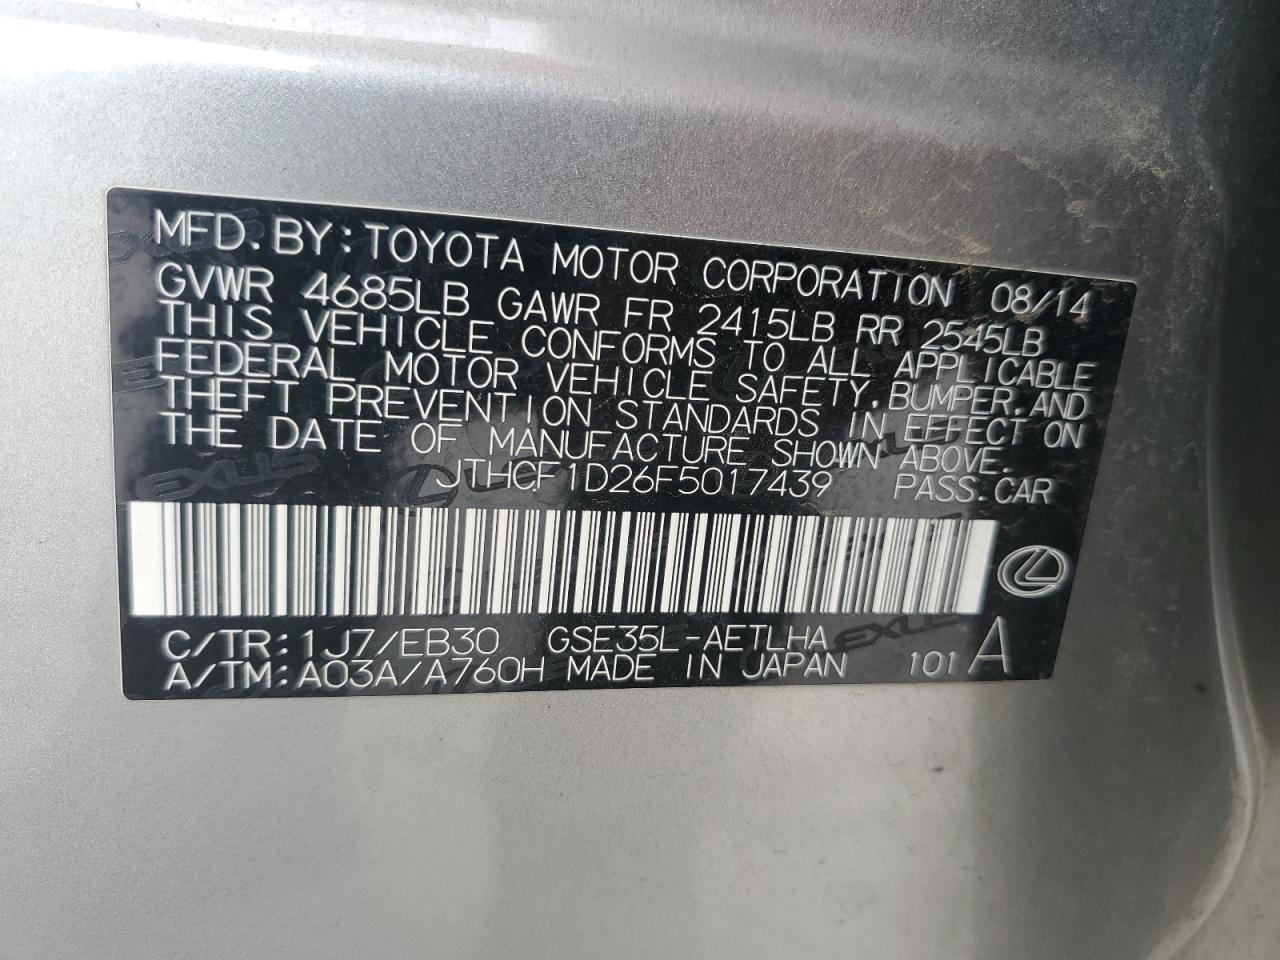 MFD. BY: TOYOTA MOTOR CORPORATION 08/14
GVWR 4685LB GAWR FR 2415LB RR 2545LB
THIS VEHICLE CONFORMS TO ALL APPLICABLE
FEDERAL MOTOR VEHICLE SAFETY, BUMPER, AND
THEFT PREVENTION STANDARDS IN EFFECT ON
THE DATE OF MANUFACTURE SHOWN ABOVE.
JTHCF1D26F5017439 PASS. CAR
C/TR: 1J7/EB30 GSE35L-AETLHA
A/TM: A03A/A760H MADE IN JAPAN 101 A